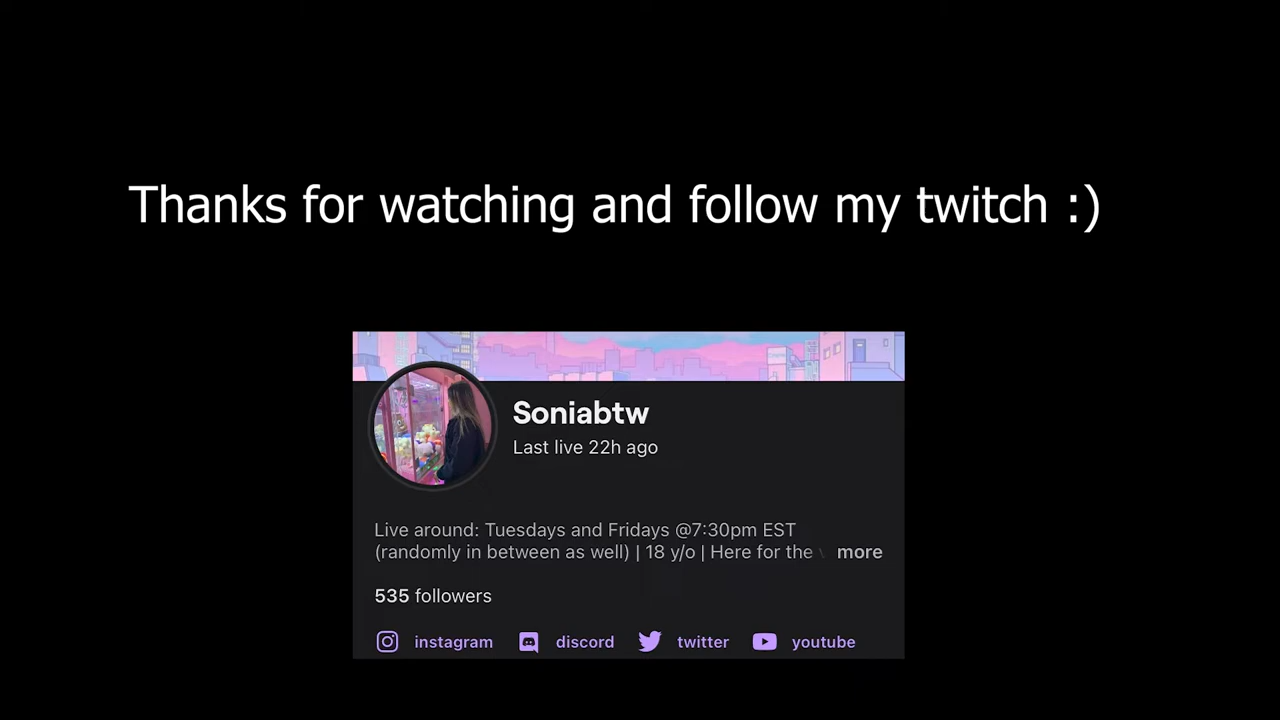 Thanks for watching and follow my twitch :)
Soniabtw
Last live 22h ago
Live around: Tuesdays and Fridays @7:30pm EST
(randomly in between as well) | 18 y/o | Here for the more
535 followers
instagram discord twitter youtube